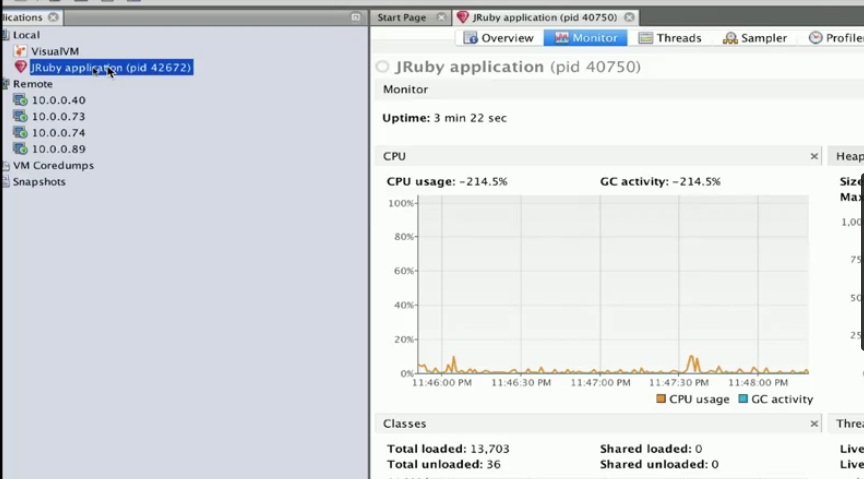 lications
Local
VisualVM
JRuby application (pid 42672)
Remote
10.0.0.40
10.0.0.73
10.0.0.74
10.0.0.89
VM Coredumps
Snapshots
Start Page JRuby application (pid 40750)
Overview Monitor Threads Sampler Profile
JRuby application (pid 40750)
Monitor
Uptime: 3 min 22 sec
CPU Heap
CPU usage: -214.5% GC activity: -214.5% Size
Max
100% 1,00
80% 75
60% 50
40% 25
20%
0%
11:46:00 PM 11:46:30 PM 11:47:00 PM 11:47:30 PM 11:48:00 PM
CPU usage GC activity
Classes Threa
Total loaded: 13,703 Shared loaded: 0 Live
Total unloaded: 36 Shared unloaded: 0 Live